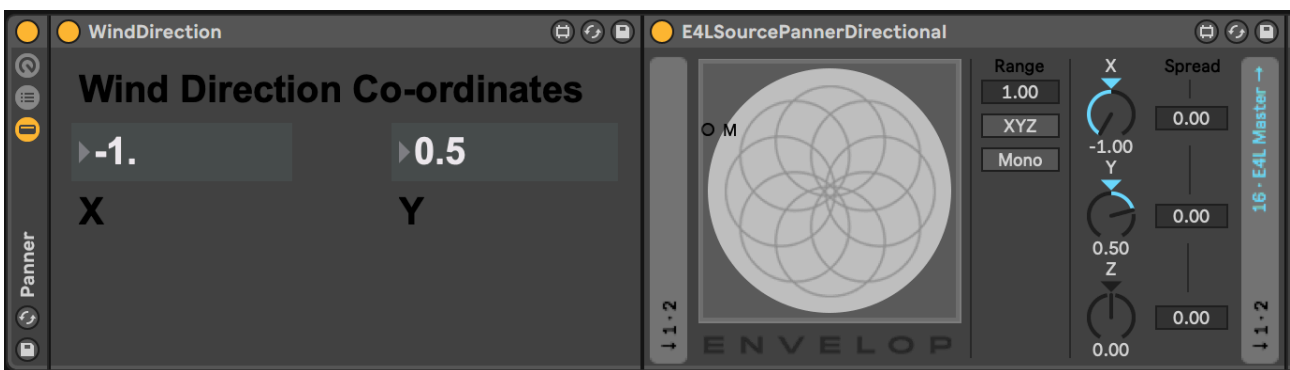 Panner
WindDirection
Wind Direction Co-ordinates
-1.
0.5
X
Y
E4LSourcePannerDirectional
↓ 1 · 2
M
ENVELOP
Range
1.00
XYZ
Mono
X
-1.00
Y
0.50
Z
0.00
Spread
0.00
0.00
0.00
16 · E4L Master →
↓ 1 · 2